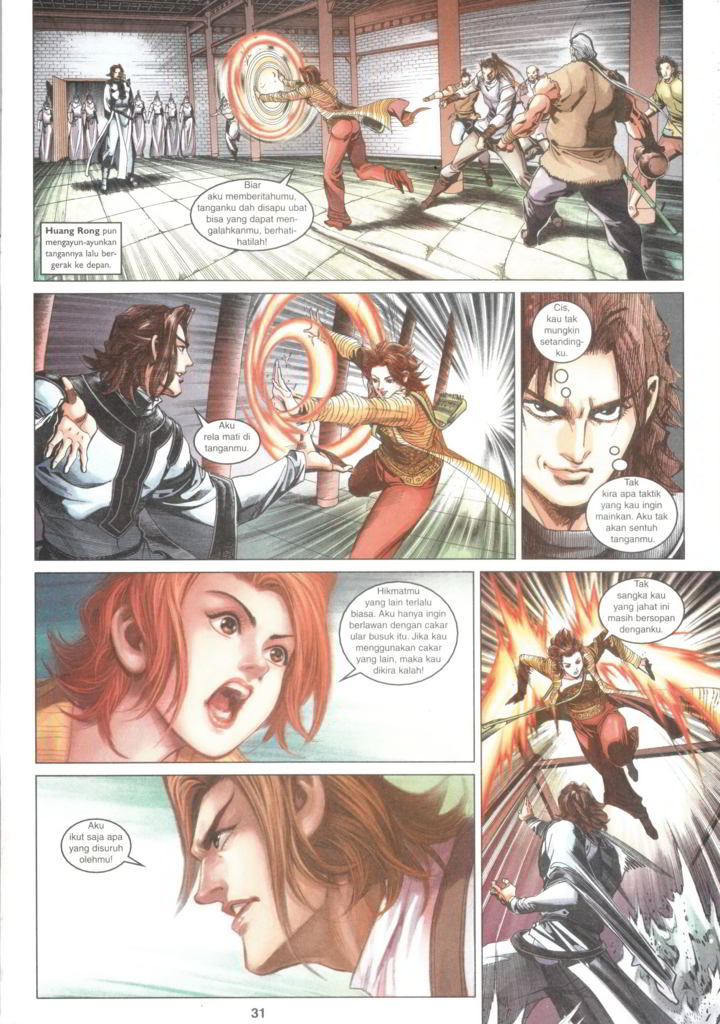 Biar
aku memberitahumu,
tanganku dah disapu ubat
bisa yang dapat men-
galahkanmu, berhati-
hatilah!
Huang Rong pun
mengayun-ayunkan
tangannya lalu ber-
gerak ke depan.
Aku
rela mati di
tanganmu.
Cis,
kau tak
mungkin
setanding-
ku.
Tak
kira apa taktik
yang kau ingin
mainkan. Aku tak
akan sentuh
tanganmu.
Hikmatmu
yang lain terlalu
biasa. Aku hanya ingin
berlawan dengan cakar
ular busuk itu. Jika kau
menggunakan cakar
yang lain, maka kau
dikira kalah!
Tak
sangka kau
yang jahat ini
masih bersopan
denganku.
Aku
ikut saja apa
yang disuruh
olehmu!
31